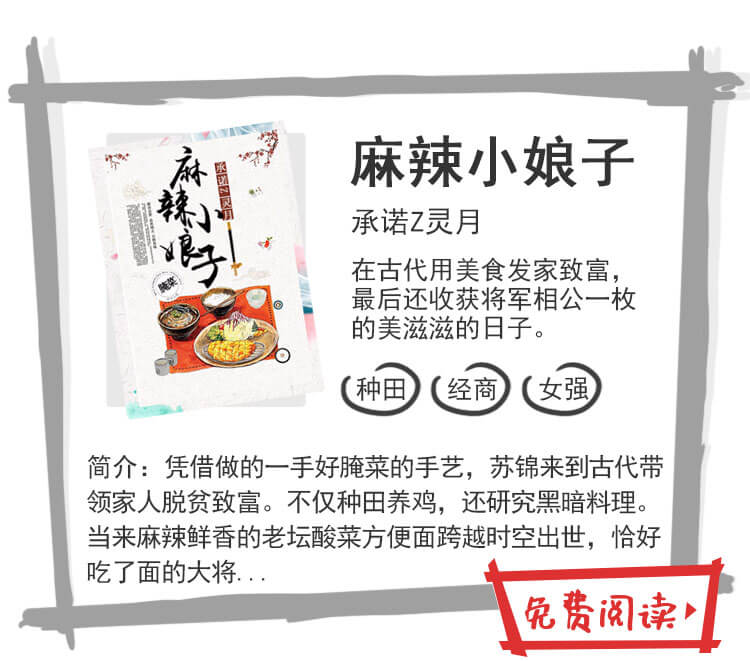 麻辣小娘子
承诺Z灵月
腌菜
麻辣小娘子
承诺Z灵月
在古代用美食发家致富，
最后还收获将军相公一枚
的美滋滋的日子。
种田 经商 女强
简介：凭借做的一手好腌菜的手艺，苏锦来到古代带
领家人脱贫致富。不仅种田养鸡，还研究黑暗料理。
当来麻辣鲜香的老坛酸菜方便面跨越时空出世，恰好
吃了面的大将...
免费阅读